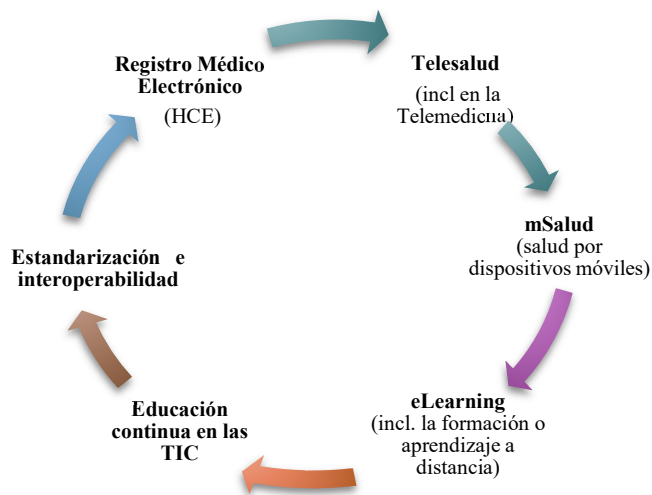 Registro Médico
Electrónico
(HCE)
Telesalud
(incl en la
Telemedicina)
mSalud
(salud por
dispositivos móviles)
eLearning
(incl. la formación o
aprendizaje a
distancia)
Educación
continua en las
TIC
Estandarización e
interoperabilidad